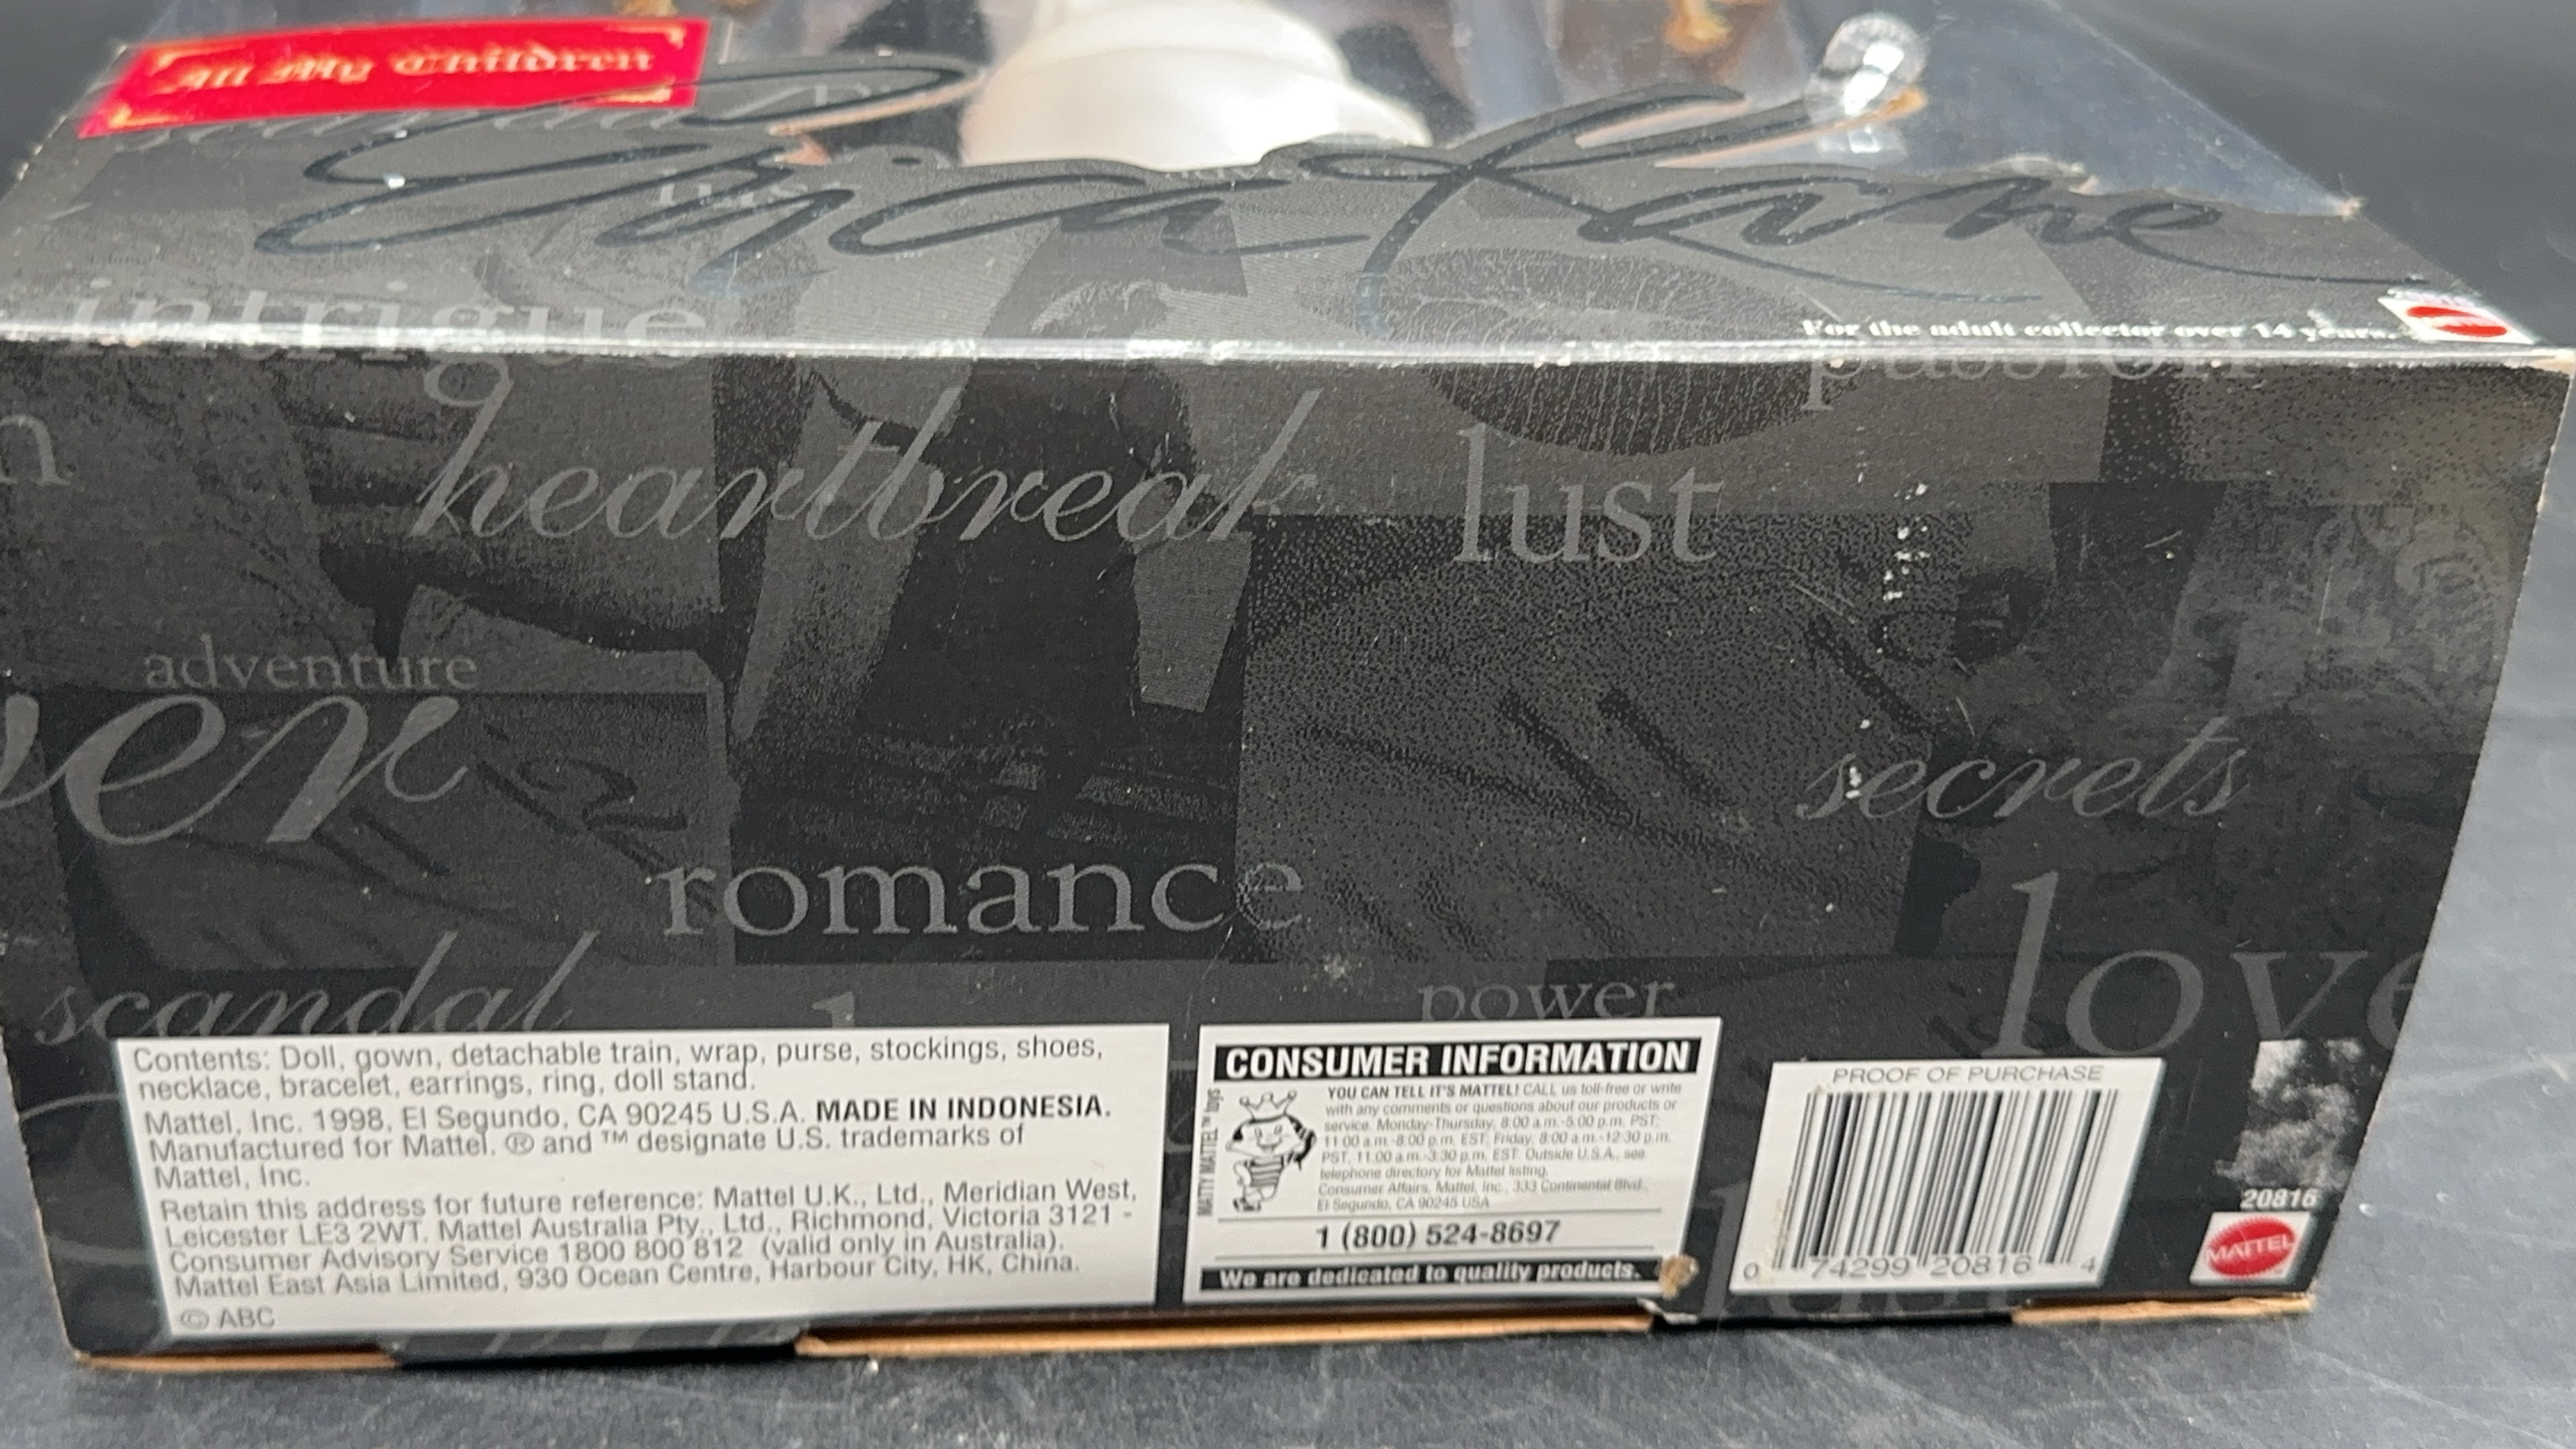 All My Children
Erica Kane
intrigue
For the adult collector over 14 years.
passion
heartbreak
lust
adventure
ver
secrets
romance
love
scandal
power
Contents: Doll, gown, detachable train, wrap, purse, stockings, shoes,
necklace, bracelet, earrings, ring, doll stand.
Mattel, Inc. 1998, El Segundo, CA 90245 U.S.A. MADE IN INDONESIA.
Manufactured for Mattel. ® and ™ designate U.S. trademarks of
Mattel, Inc.
Retain this address for future reference: Mattel U.K., Ltd., Meridian West,
Leicester LE3 2WT. Mattel Australia Pty., Ltd., Richmond, Victoria 3121 -
Consumer Advisory Service 1800 800 812 (valid only in Australia).
Mattel East Asia Limited, 930 Ocean Centre, Harbour City, HK, China.
© ABC
CONSUMER INFORMATION
MATTY MATTEL™ toys
YOU CAN TELL IT'S MATTEL! CALL us toll-free or write
with any comments or questions about our products or
service. Monday-Thursday, 8:00 a.m.-5:00 p.m. PST;
11:00 a.m.-8:00 p.m. EST; Friday, 8:00 a.m.-12:30 p.m.
PST, 11:00 a.m.-3:30 p.m. EST. Outside U.S.A., see
telephone directory for Mattel listing.
Consumer Affairs, Mattel, Inc., 333 Continental Blvd.,
El Segundo, CA 90245 USA
1 (800) 524-8697
We are dedicated to quality products.
PROOF OF PURCHASE
0 74299 20816 4
20816
MATTEL